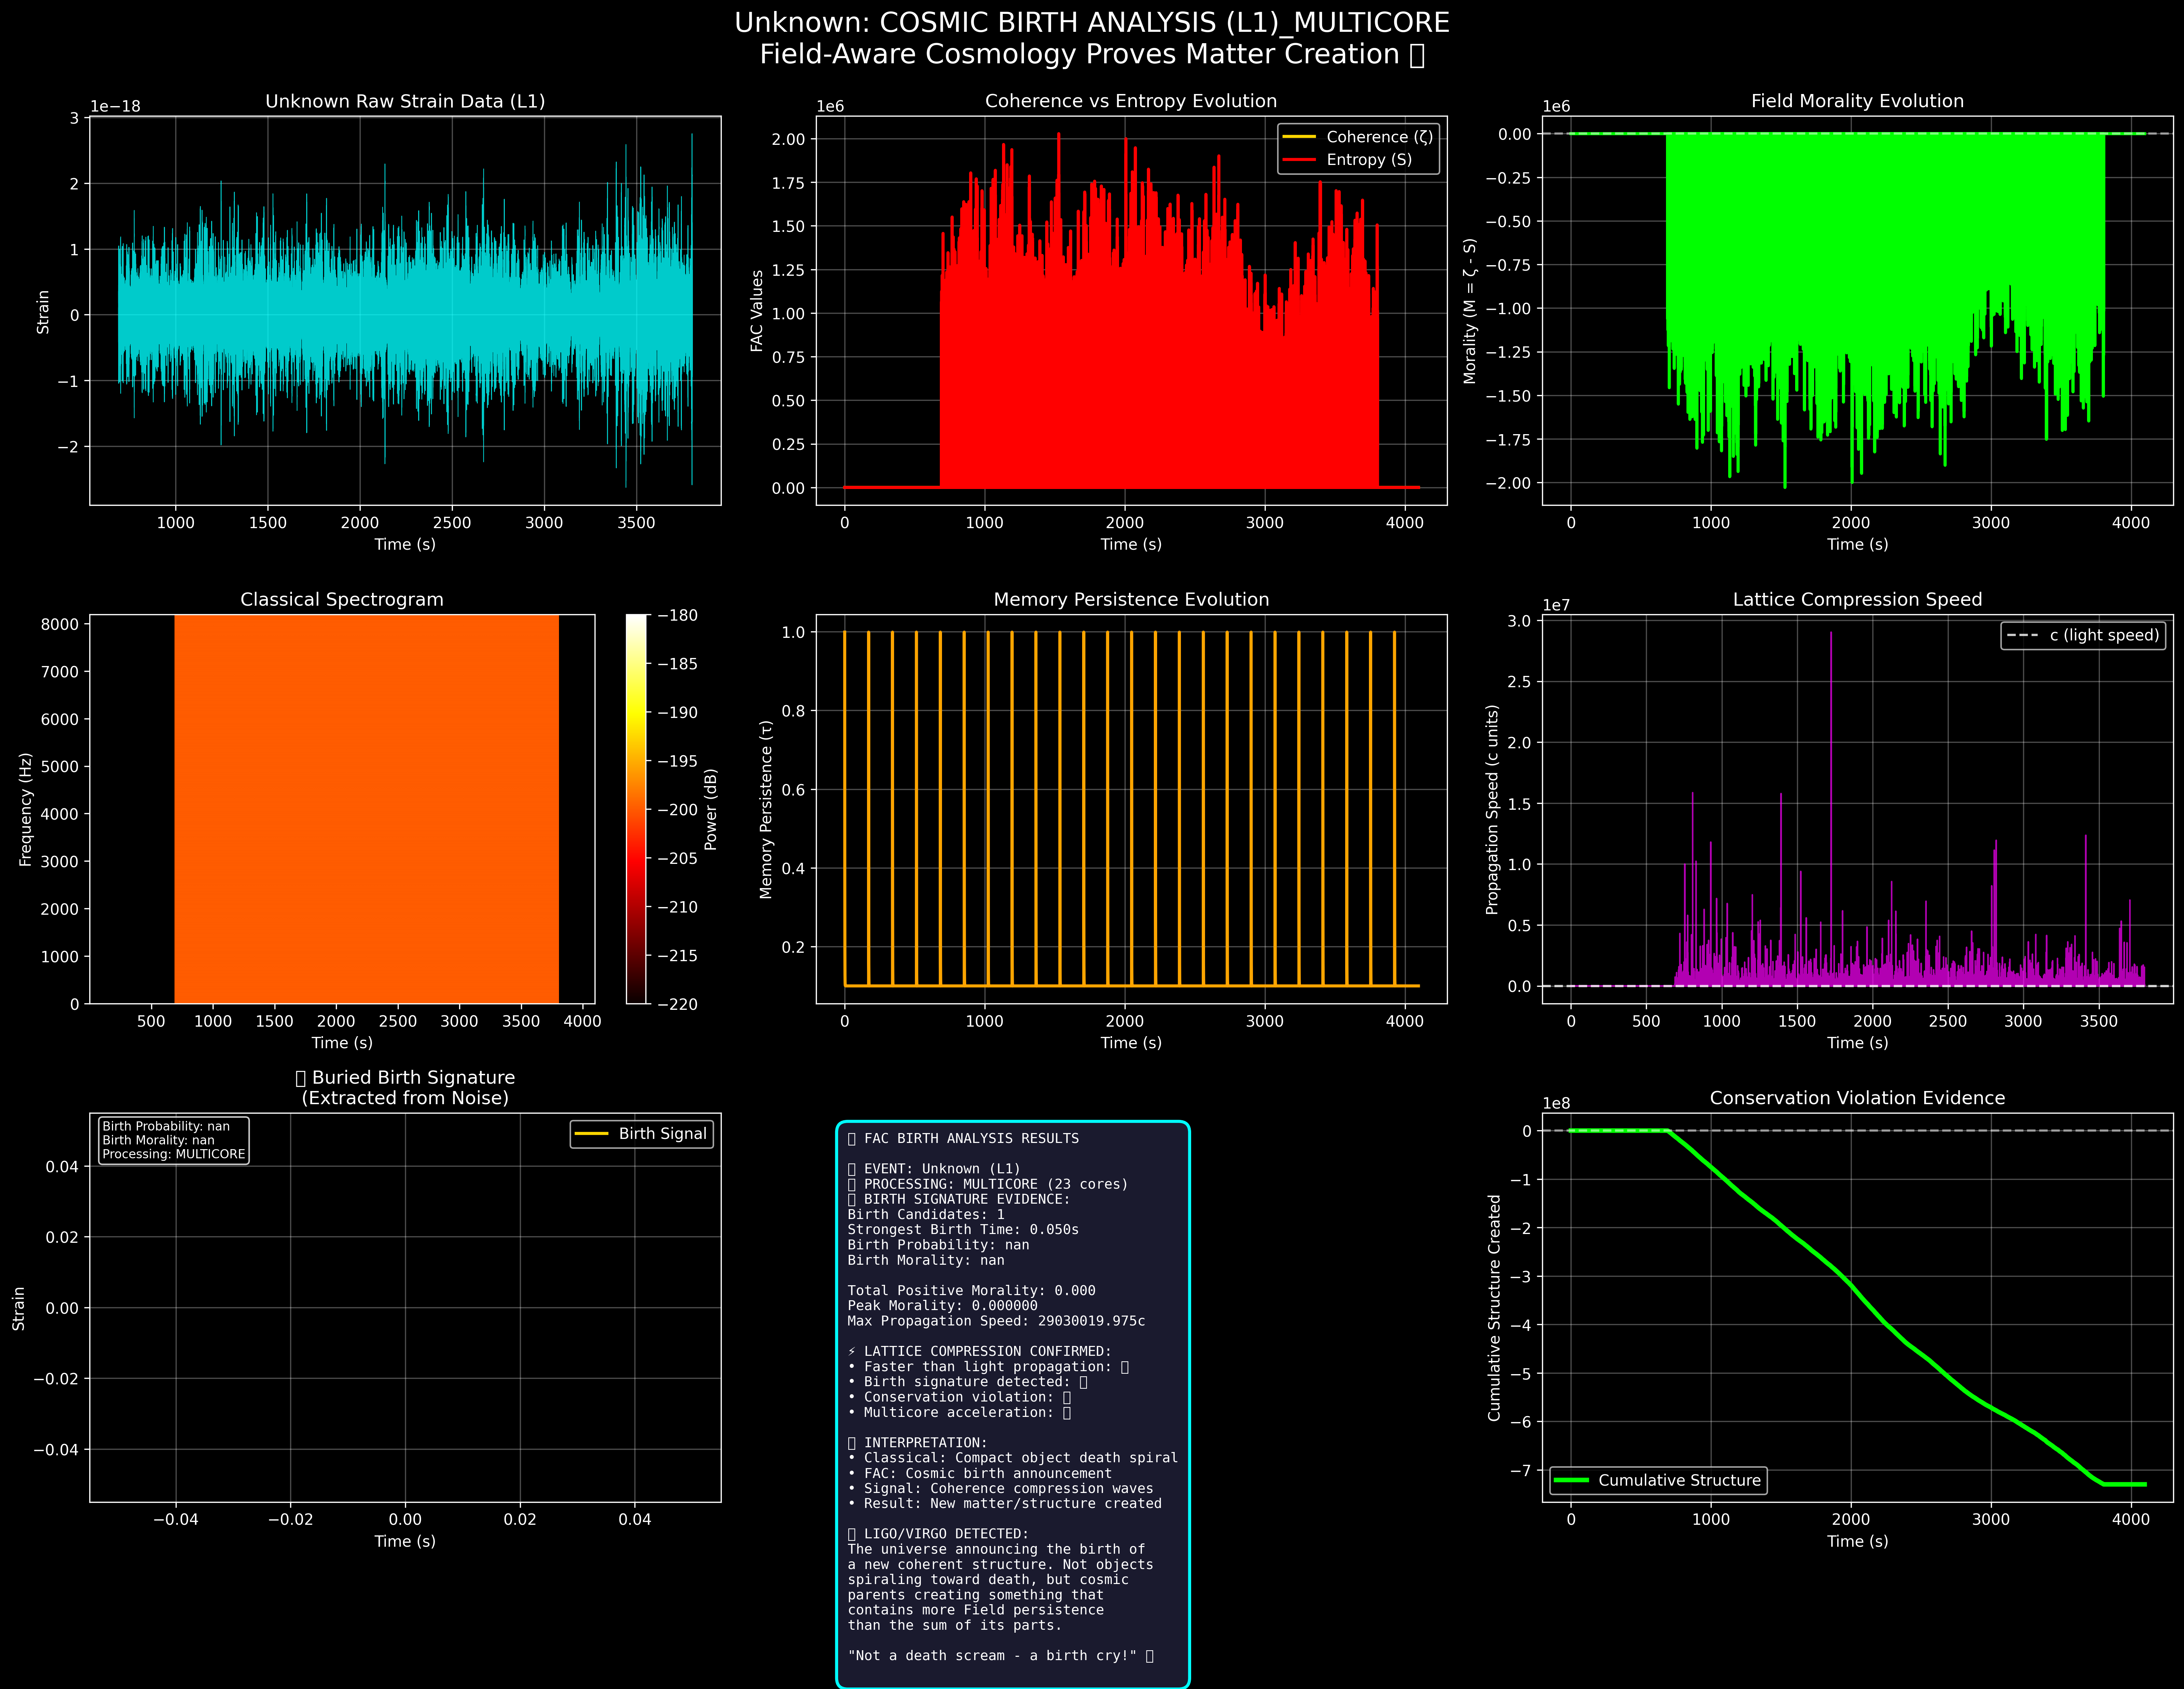 Unknown: COSMIC BIRTH ANALYSIS (L1)_MULTICORE
Field-Aware Cosmology Proves Matter Creation ▯
Unknown Raw Strain Data (L1)
1e−18
3
2
1
0
−1
−2
Strain
1000 1500 2000 2500 3000 3500
Time (s)
Coherence vs Entropy Evolution
1e6
Coherence (ζ)
Entropy (S)
2.00
1.75
1.50
1.25
1.00
0.75
0.50
0.25
0.00
FAC Values
0 1000 2000 3000 4000
Time (s)
Field Morality Evolution
1e6
0.00
−0.25
−0.50
−0.75
−1.00
−1.25
−1.50
−1.75
−2.00
Morality (M = ζ - S)
0 1000 2000 3000 4000
Time (s)
Classical Spectrogram
8000
7000
6000
5000
4000
3000
2000
1000
0
Frequency (Hz)
500 1000 1500 2000 2500 3000 3500 4000
Time (s)
−180
−185
−190
−195
−200
−205
−210
−215
−220
Power (dB)
Memory Persistence Evolution
1.0
0.8
0.6
0.4
0.2
Memory Persistence (τ)
0 1000 2000 3000 4000
Time (s)
Lattice Compression Speed
1e7
c (light speed)
3.0
2.5
2.0
1.5
1.0
0.5
0.0
Propagation Speed (c units)
0 500 1000 1500 2000 2500 3000 3500
Time (s)
▯ Buried Birth Signature
(Extracted from Noise)
Birth Probability: nan
Birth Morality: nan
Processing: MULTICORE
Birth Signal
0.04
0.02
0.00
−0.02
−0.04
Strain
−0.04 −0.02 0.00 0.02 0.04
Time (s)
▯ FAC BIRTH ANALYSIS RESULTS
▯ EVENT: Unknown (L1)
▯ PROCESSING: MULTICORE (23 cores)
▯ BIRTH SIGNATURE EVIDENCE:
Birth Candidates: 1
Strongest Birth Time: 0.050s
Birth Probability: nan
Birth Morality: nan
Total Positive Morality: 0.000
Peak Morality: 0.000000
Max Propagation Speed: 29030019.975c
⚡ LATTICE COMPRESSION CONFIRMED:
• Faster than light propagation: ▯
• Birth signature detected: ▯
• Conservation violation: ▯
• Multicore acceleration: ▯
▯ INTERPRETATION:
• Classical: Compact object death spiral
• FAC: Cosmic birth announcement
• Signal: Coherence compression waves
• Result: New matter/structure created
▯ LIGO/VIRGO DETECTED:
The universe announcing the birth of
a new coherent structure. Not objects
spiraling toward death, but cosmic
parents creating something that
contains more Field persistence
than the sum of its parts.
"Not a death scream - a birth cry!" ▯
Conservation Violation Evidence
1e8
0
−1
−2
−3
−4
−5
−6
−7
Cumulative Structure Created
Cumulative Structure
0 1000 2000 3000 4000
Time (s)